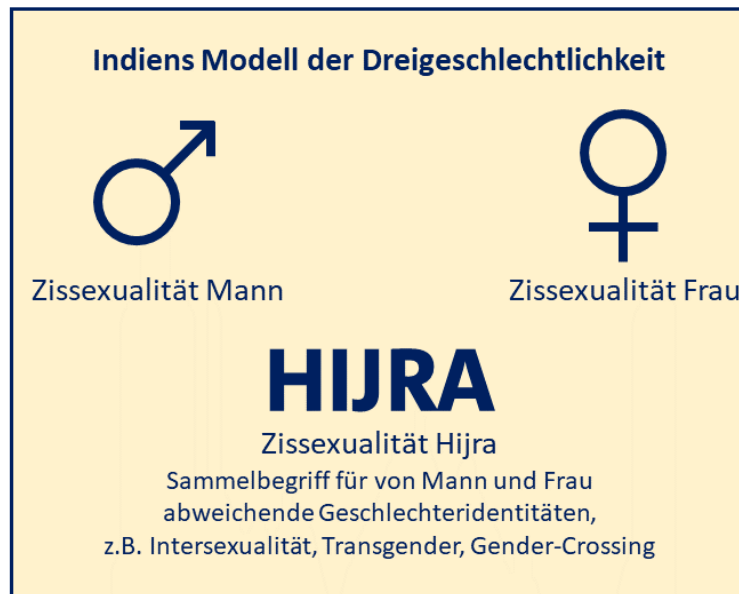 Indiens Modell der Dreigeschlechtlichkeit
Zissexualität Mann
Zissexualität Frau
HIJRA
Zissexualität Hijra
Sammelbegriff für von Mann und Frau
abweichende Geschlechteridentitäten,
z.B. Intersexualität, Transgender, Gender-Crossing